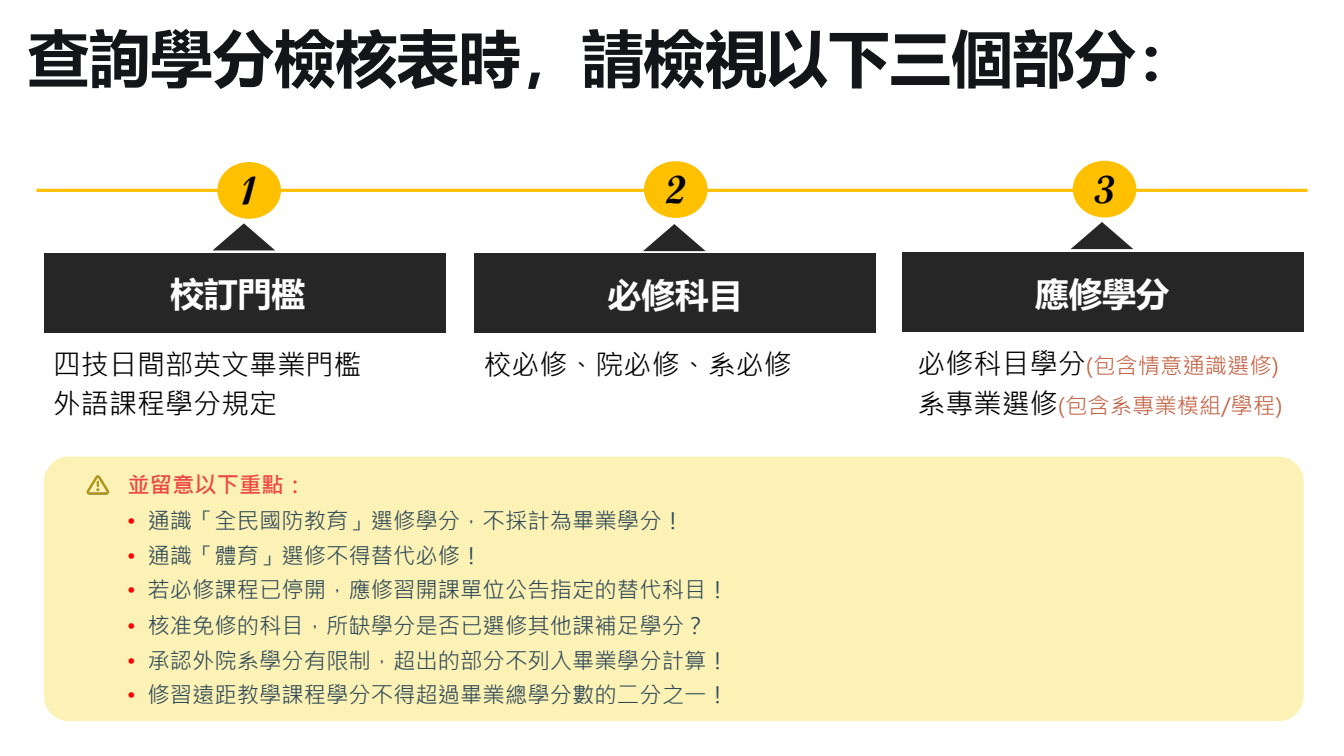 查詢學分檢核表時，請檢視以下三個部分：
1
2
3
校訂門檻
必修科目
應修學分
四技日間部英文畢業門檻
外語課程學分規定
校必修、院必修、系必修
必修科目學分(包含情意通識選修)
系專業選修(包含系專業模組/學程)
並留意以下重點：
• 通識「全民國防教育」選修學分，不採計為畢業學分！
• 通識「體育」選修不得替代必修！
• 若必修課程已停開，應修習開課單位公告指定的替代科目！
• 核准免修的科目，所缺學分是否已選修其他課補足學分？
• 承認外院系學分有限制，超出的部分不列入畢業學分計算！
• 修習遠距教學課程學分不得超過畢業總學分數的二分之一！